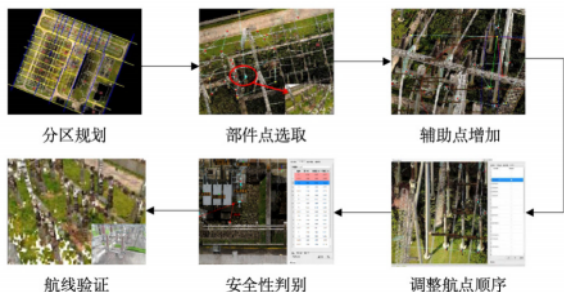 分区规划
部件点选取
辅助点增加
航线验证
安全性判别
调整航点顺序